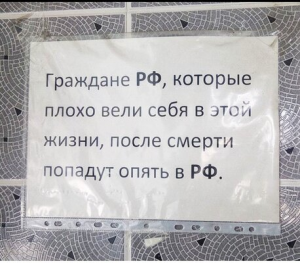 Граждане РФ, которые
плохо вели себя в этой
жизни, после смерти
попадут опять в РФ.